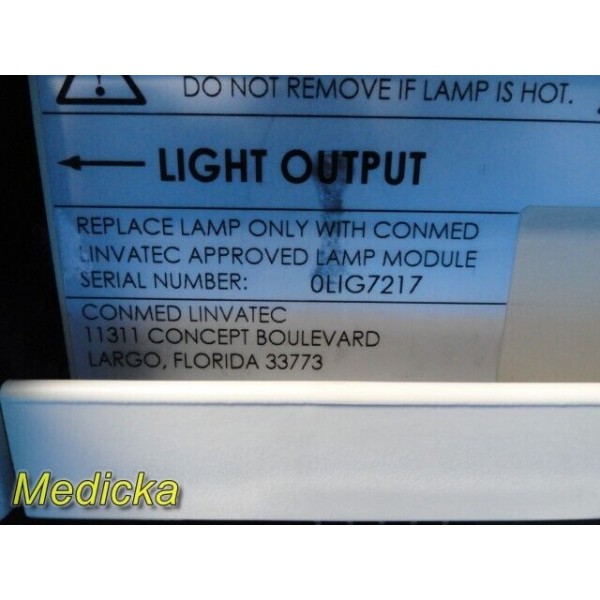 DO NOT REMOVE IF LAMP IS HOT.
LIGHT OUTPUT
REPLACE LAMP ONLY WITH CONMED
LINVATEC APPROVED LAMP MODULE
SERIAL NUMBER: 0LIG7217
CONMED LINVATEC
11311 CONCEPT BOULEVARD
LARGO, FLORIDA 33773
Medicka